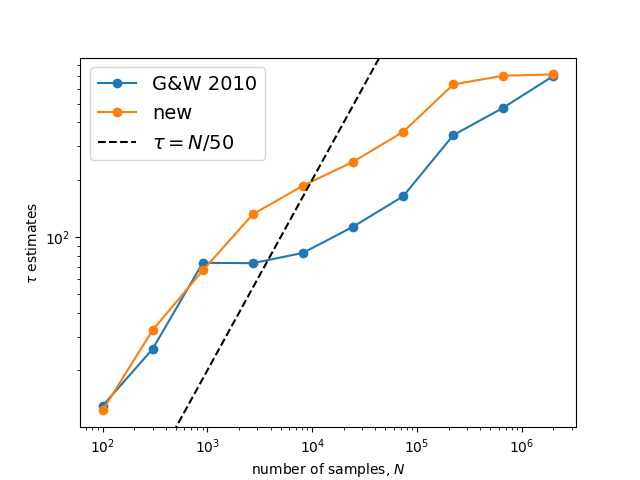 G&W 2010
new
τ = N/50
τ estimates
10²
10² 10³ 10⁴ 10⁵ 10⁶
number of samples, N